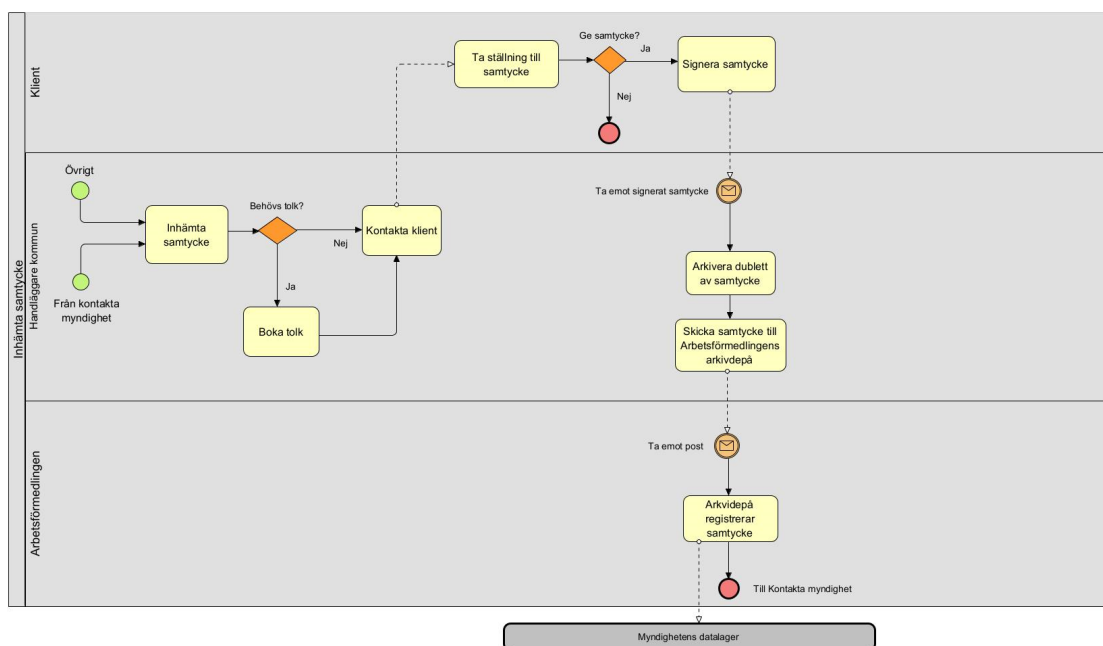 Inhämta samtycke
Klient
Ta ställning till
samtycke
Ge samtycke?
Ja
Nej
Signera samtycke
Handläggare kommun
Övrigt
Från kontakta
myndighet
Inhämta
samtycke
Behövs tolk?
Nej
Ja
Boka tolk
Kontakta klient
Ta emot signerat samtycke
Arkivera dublett
av samtycke
Skicka samtycke till
Arbetsförmedlingens
arkivdepå
Arbetsförmedlingen
Ta emot post
Arkvidepå
registrerar
samtycke
Till Kontakta myndighet
Myndighetens datalager